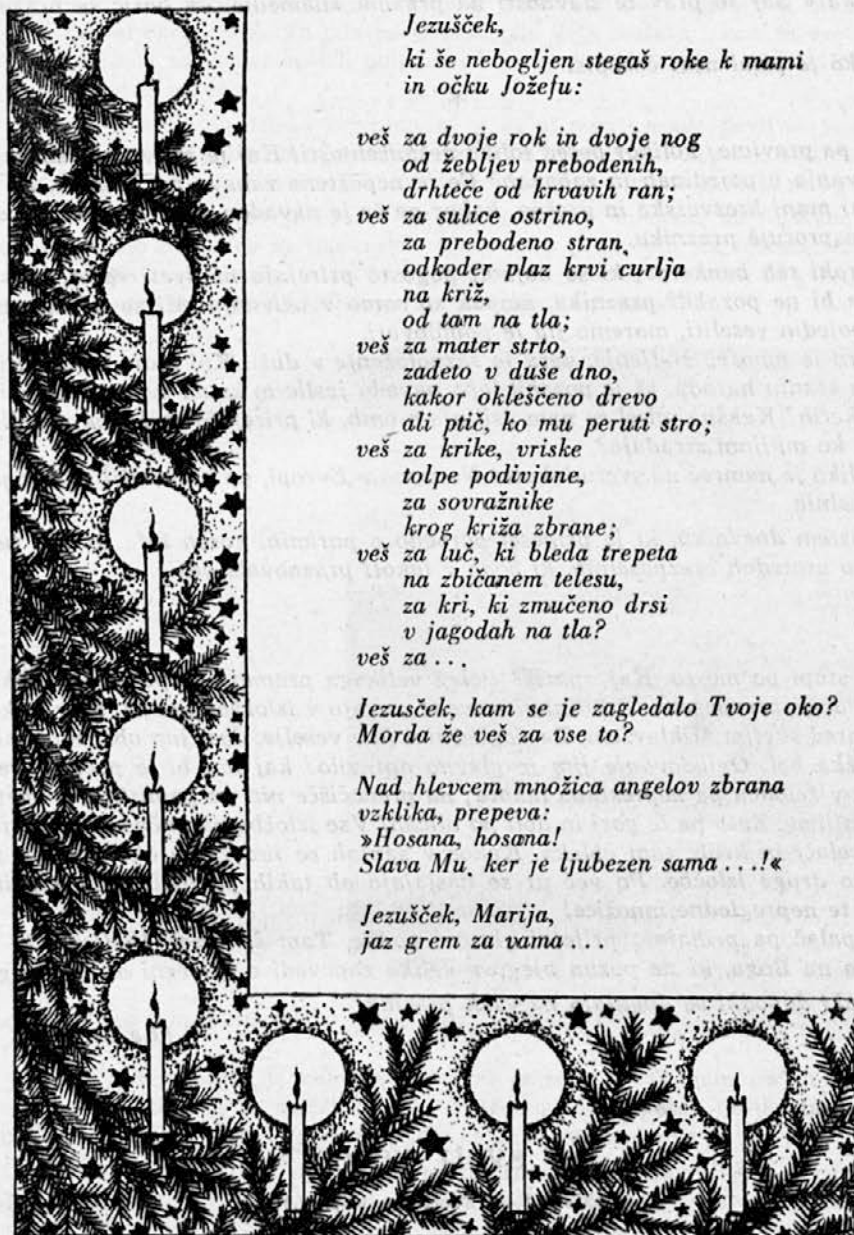 Jezušček,
ki še nebogljen stegaš roke k mami
in očku Jožefu:
veš za dvoje rok in dvoje nog
od žebljev prebodenih,
drhteče od krvavih ran;
veš za sulice ostrino,
za prebodeno stran,
odkoder plaz krvi curlja
na križ,
od tam na tla;
veš za mater strto,
zadeto v duše dno,
kakor okleščeno drevo
ali ptič, ko mu peruti stro;
veš za krike, vriske
tolpe podivjane,
za sovražnike
krog križa zbrane;
veš za luč, ki bleda trepeta
na zbičanem telesu,
za kri, ki zmučeno drsi
v jagodah na tla?
veš za ...
Jezusček, kam se je zagledalo Tvoje oko?
Morda že veš za vse to?
Nad hlevcem množica angelov zbrana
vzklika, prepeva:
»Hosana, hosana!
Slava Mu, ker je ljubezen sama ...!«
Jezušček, Marija,
jaz grem za vama ...